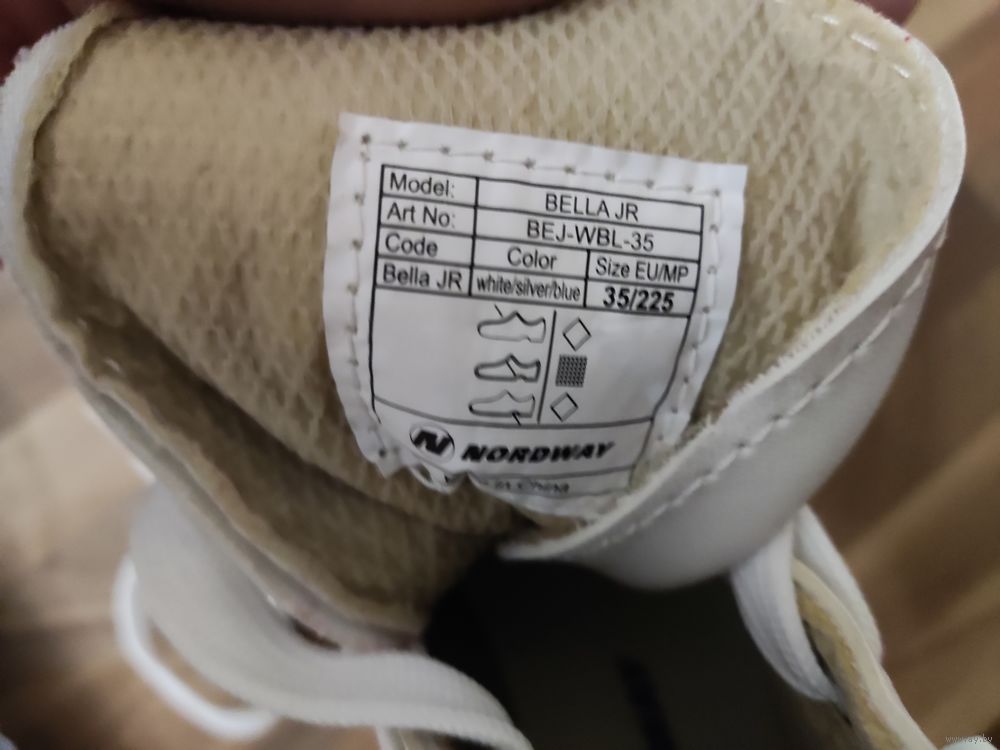 Model: BELLA JR
Art No: BEJ-WBL-35
Code Color Size EU/MP
Bella JR white/silver/blue 35/225
N NORDWAY